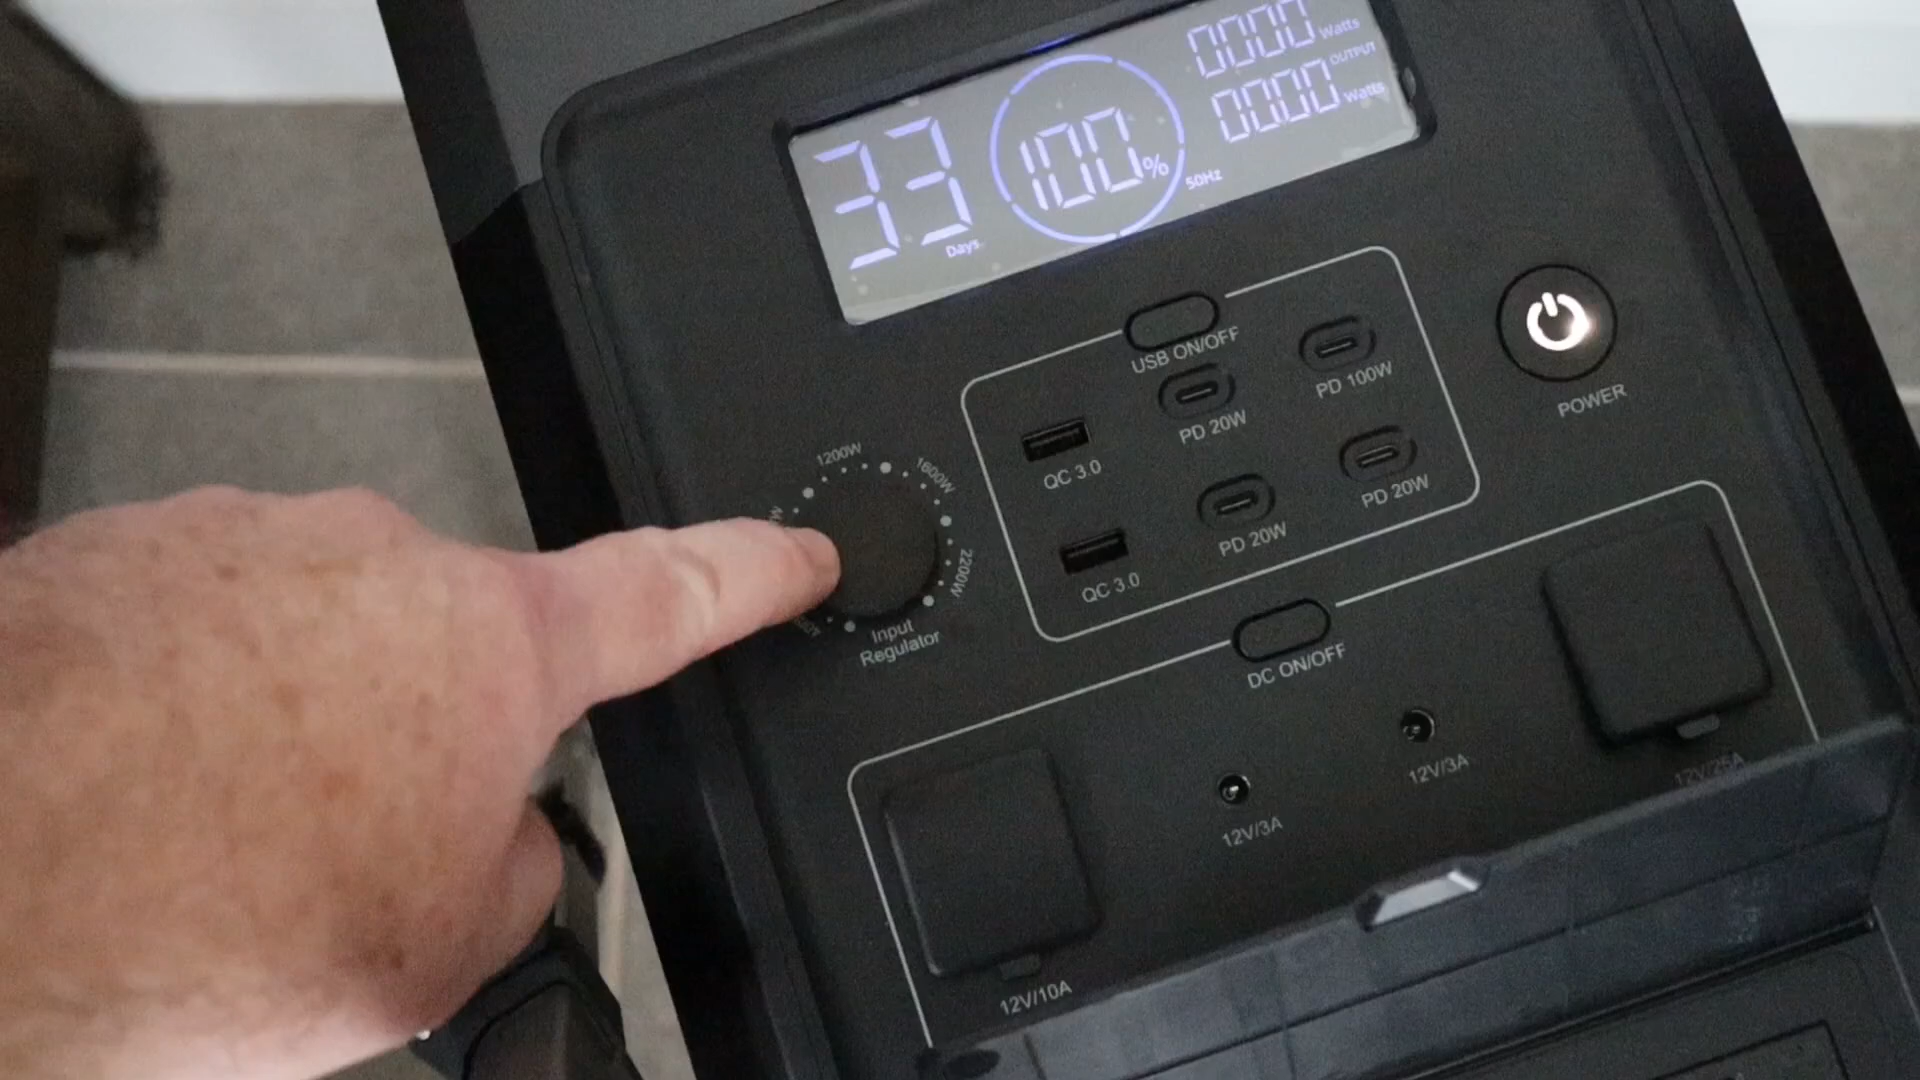 0000 Watts
OUTPUT
0000 Watts
33 Days
100%
50Hz
USB ON/OFF
PD 100W
PD 20W
QC 3.0
PD 20W
PD 20W
QC 3.0
POWER
1200W
1600W
2200W
Input
Regulator
DC ON/OFF
12V/3A
12V/3A
12V/25A
12V/10A